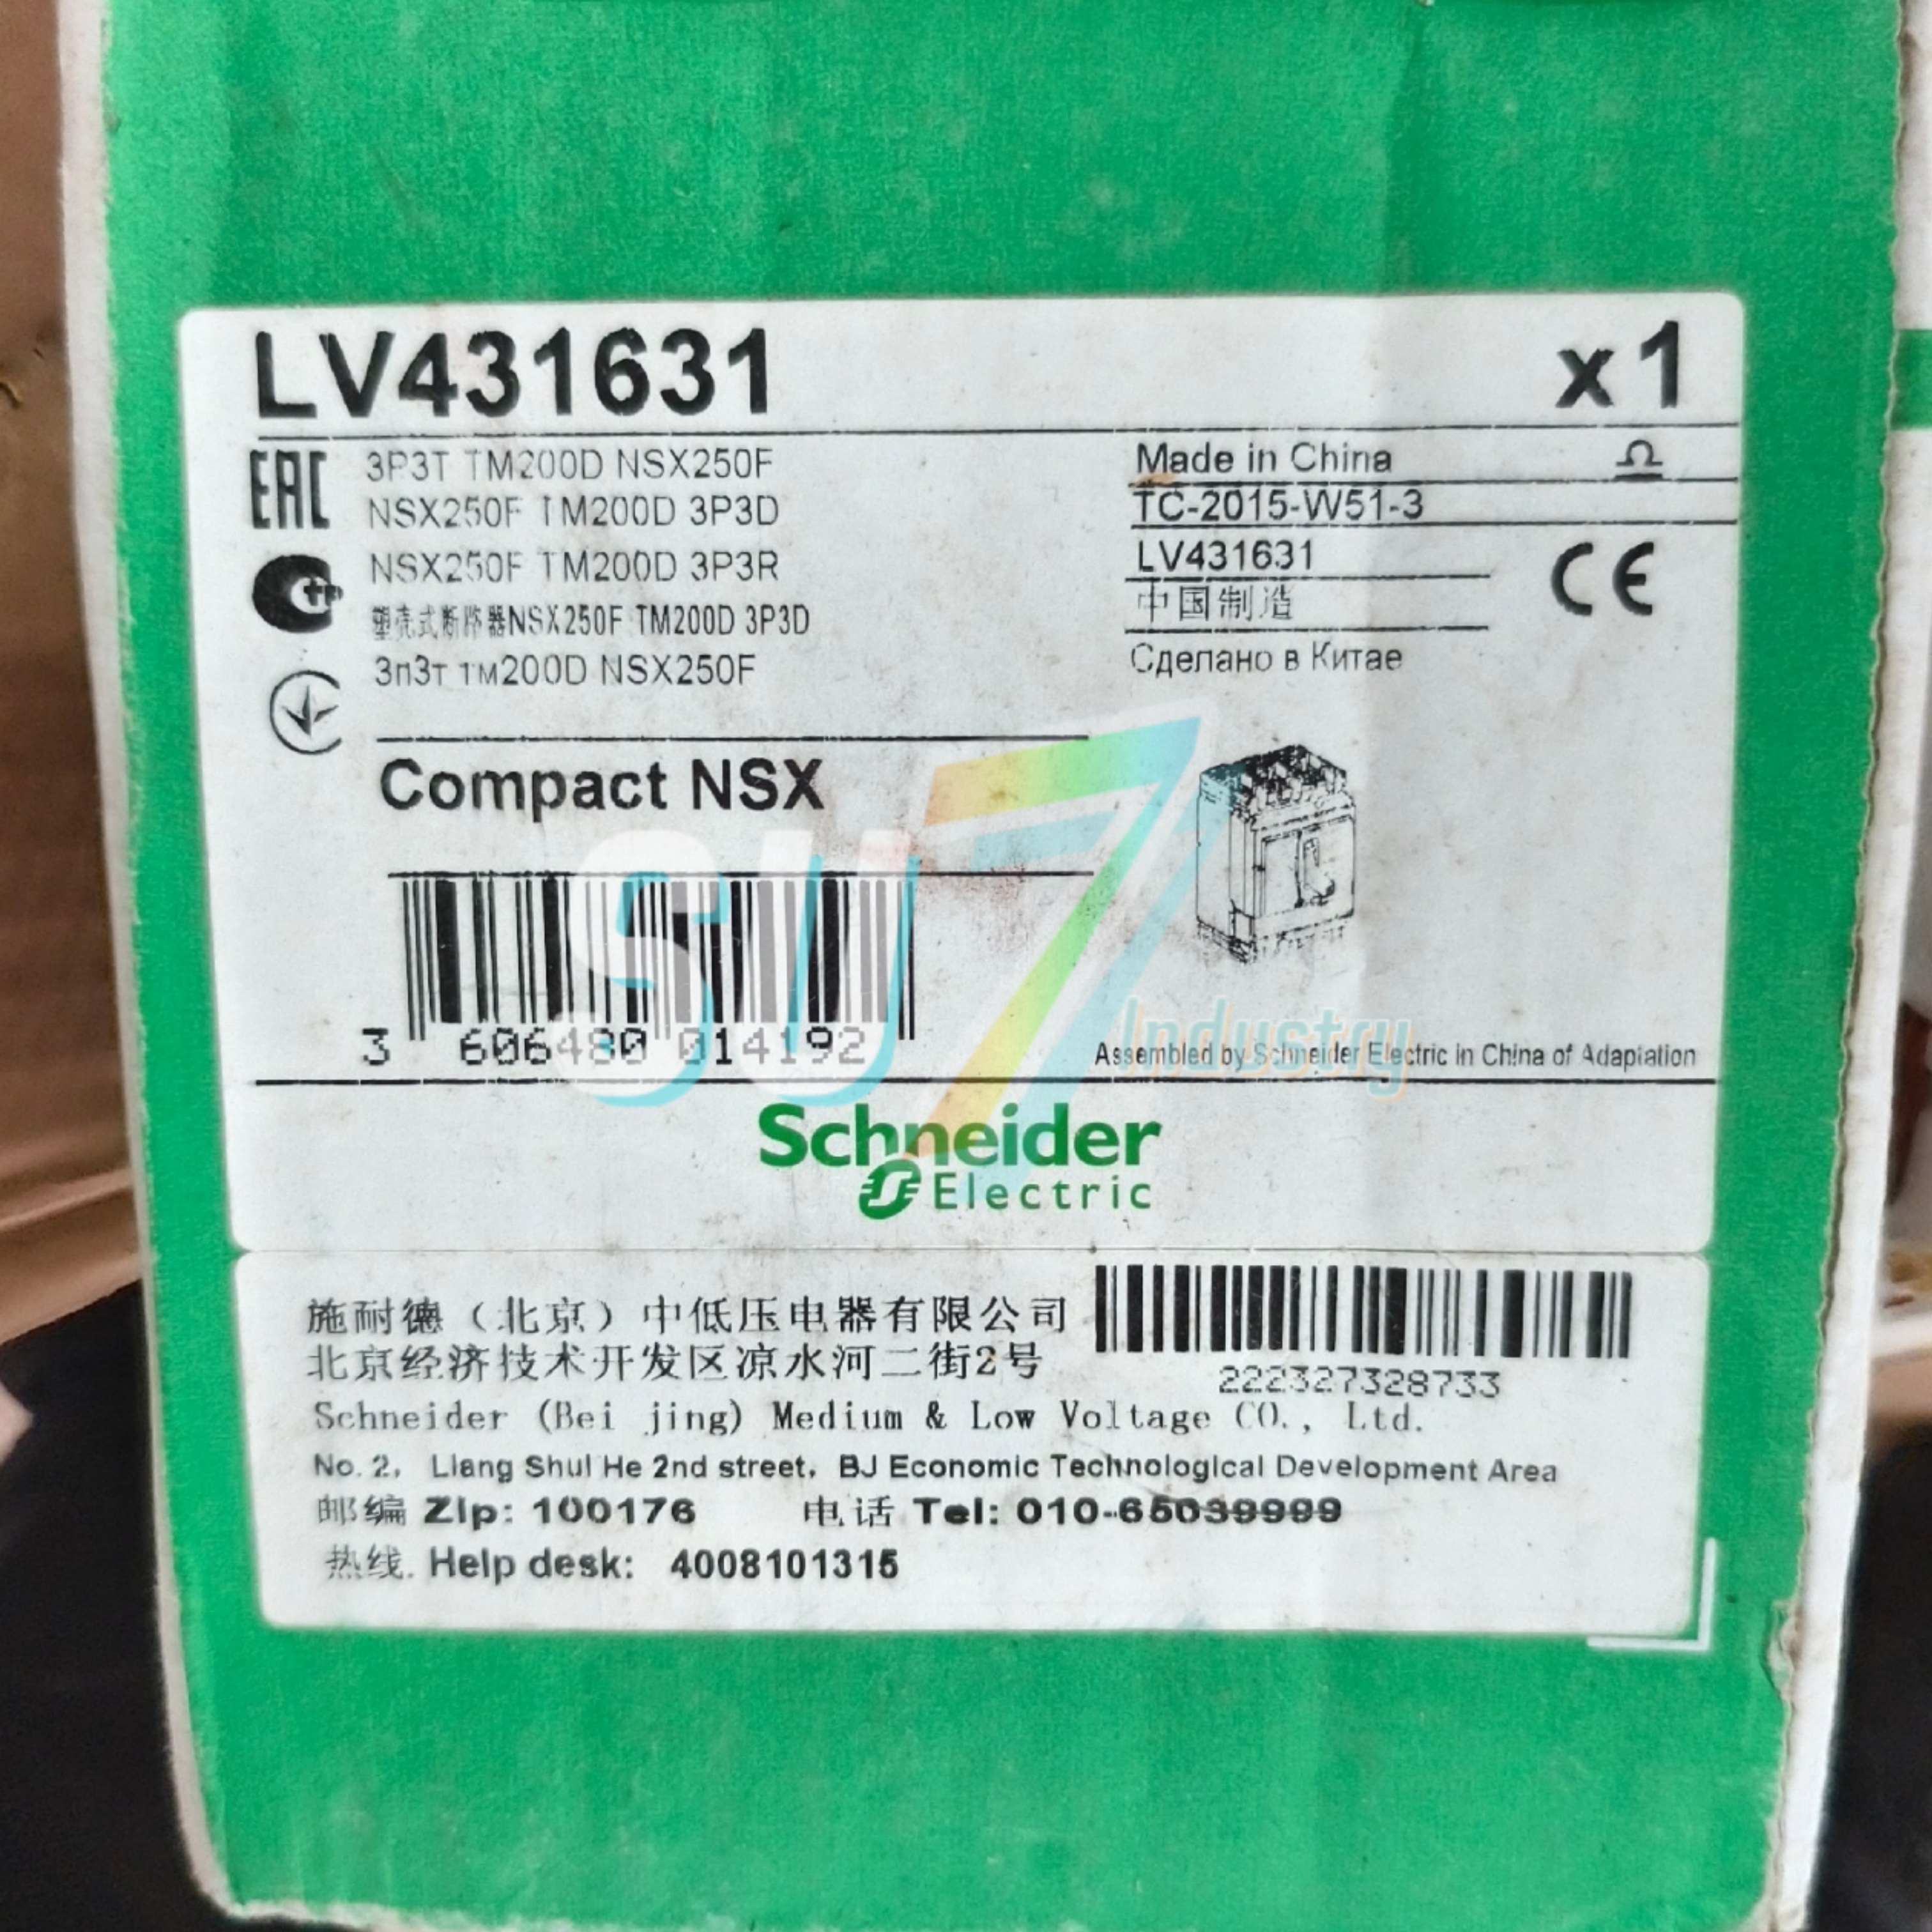 LV431631 x1
3P3T TM200D NSX250F
NSX250F TM200D 3P3D
NSX250F TM200D 3P3R
塑壳式断路器NSX250F TM200D 3P3D
3п3т тм200D NSX250F
Made in China
TC-2015-W51-3
LV431631
中国制造
Сделано в Китае
EAC
CE
Compact NSX
SU7
Industry
3 606480 014192
Assembled by Schneider Electric in China of Adaptation
Schneider
Electric
施耐德（北京）中低压电器有限公司
北京经济技术开发区凉水河二街2号
222327328733
Schneider (Bei jing) Medium & Low Voltage CO., Ltd.
No. 2, Liang Shui He 2nd street, BJ Economic Technological Development Area
邮编 Zip: 100176 电话 Tel: 010-65039999
热线. Help desk: 4008101315